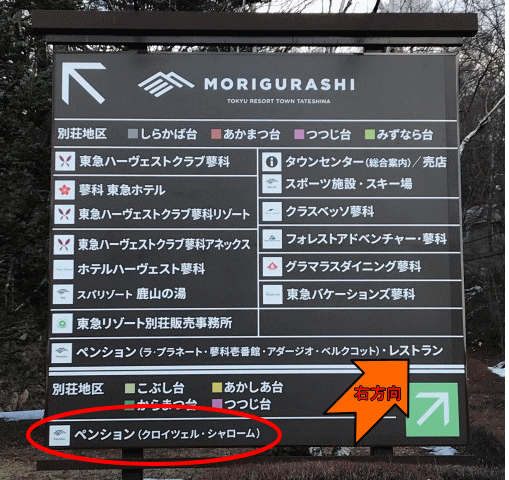 MORIGURASHI
TOKYU RESORT TOWN TATESHINA
別荘地区 しらかば台 あかまつ台 つつじ台 みずなら台
東急ハーヴェストクラブ蓼科
蓼科 東急ホテル
東急ハーヴェストクラブ蓼科リゾート
東急ハーヴェストクラブ蓼科アネックス
ホテルハーヴェスト蓼科
スパリゾート 鹿山の湯
東急リゾート別荘販売事務所
タウンセンター(総合案内)/売店
スポーツ施設・スキー場
クラスベッソ蓼科
フォレストアドベンチャー・蓼科
グラマラスダイニング蓼科
東急バケーションズ蓼科
ペンション(ラ・プラネート・蓼科壱番館・アダージオ・ベルクコット)・レストラン
別荘地区 こぶし台 あかしあ台
からまつ台 つつじ台
右方向
ペンション(クロイツェル・シャローム)